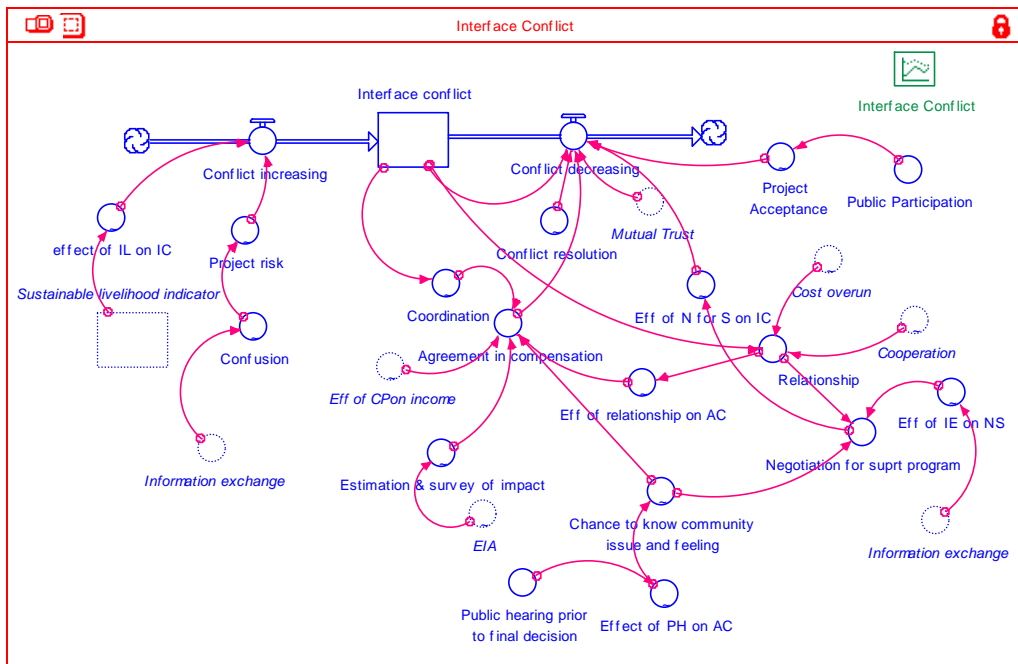 Interface Conflict
Interface Conflict
Interface conflict
Conflict increasing
Conflict decreasing
Project
Acceptance
Public Participation
effect of IL on IC
Project risk
Conflict resolution
Mutual Trust
Sustainable livelihood indicator
Coordination
Eff of N for S on IC
Cost overun
Confusion
Agreement in compensation
Cooperation
Relationship
Eff of CPon income
Eff of relationship on AC
Eff of IE on NS
Information exchange
Estimation & survey of impact
Negotiation for suprt program
EIA
Chance to know community
issue and feeling
Information exchange
Public hearing prior
to final decision
Effect of PH on AC